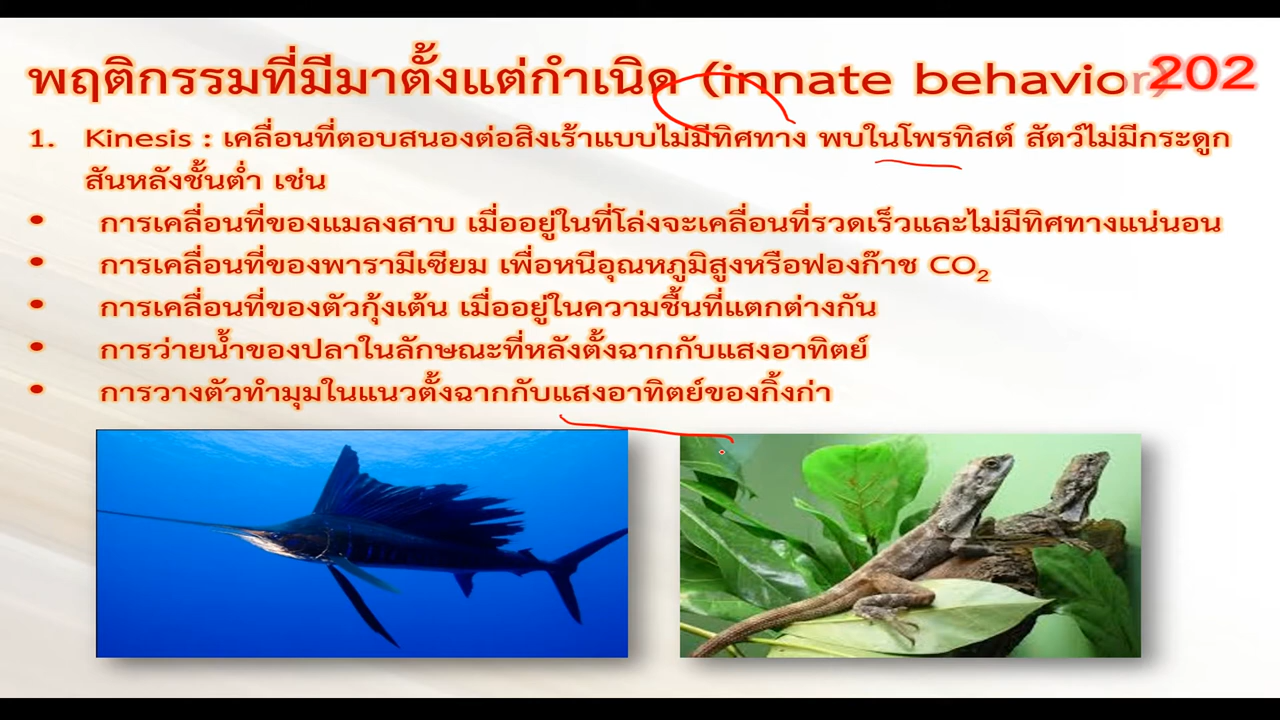 พฤติกรรมที่มีมาตั้งแต่กำเนิด (innate behavior) 202
1. Kinesis : เคลื่อนที่ตอบสนองต่อสิ่งเร้าแบบไม่มีทิศทาง พบในโพรทิสต์ สัตว์ไม่มีกระดูก
สันหลังชั้นต่ำ เช่น
• การเคลื่อนที่ของแมลงสาบ เมื่ออยู่ในที่โล่งจะเคลื่อนที่รวดเร็วและไม่มีทิศทางแน่นอน
• การเคลื่อนที่ของพารามีเซียม เพื่อหนีอุณหภูมิสูงหรือฟองก๊าซ CO₂
• การเคลื่อนที่ของตัวกุ้งเต้น เมื่ออยู่ในความชื้นที่แตกต่างกัน
• การว่ายน้ำของปลาในลักษณะที่หลังตั้งฉากกับแสงอาทิตย์
• การวางตัวทำมุมในแนวตั้งฉากกับแสงอาทิตย์ของกิ้งก่า